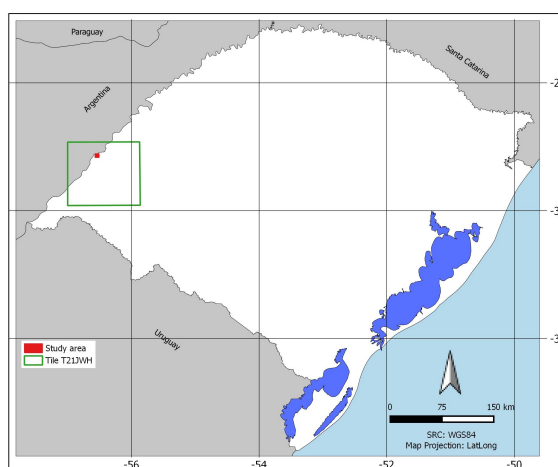 Paraguay
Santa Catarina
Argentina
-2
-3
Uruguay
-3
Study area
Tile T21JWH
0 75 150 km
SRC: WGS84
Map Projection: LatLong
-56 -54 -52 -50